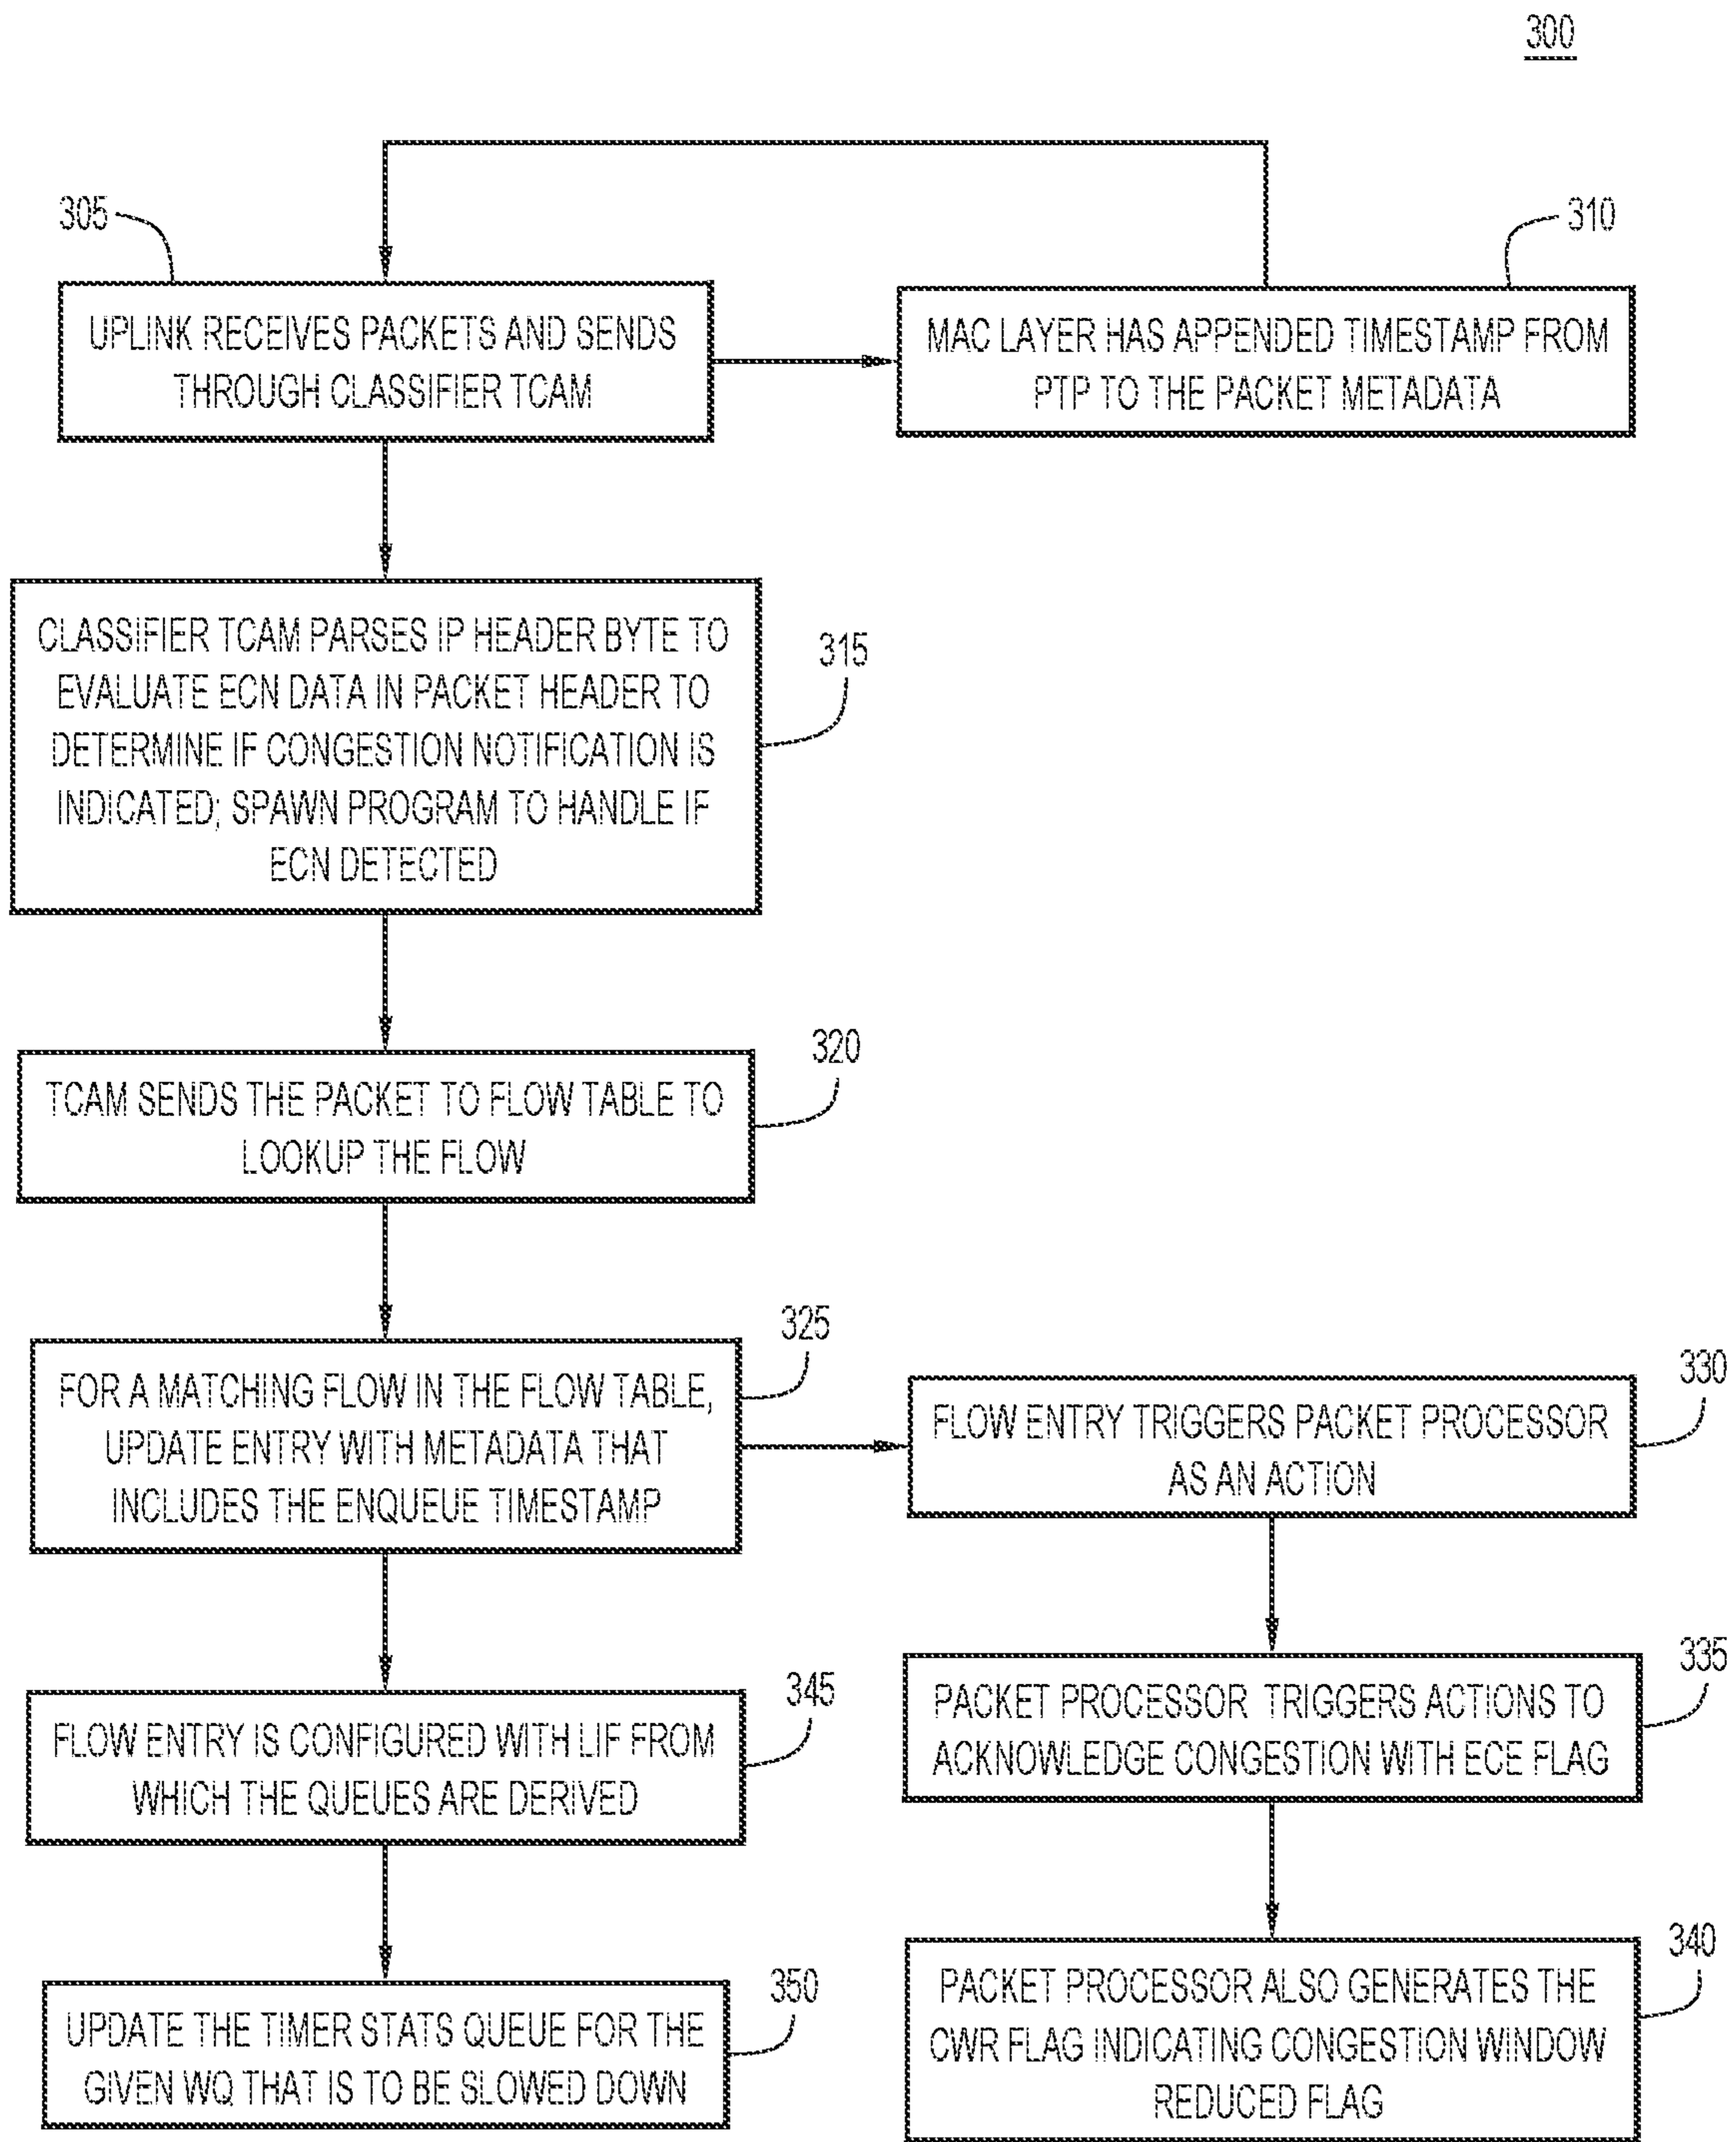 300
305
310
UPLINK RECEIVES PACKETS AND SENDS
THROUGH CLASSIFIER TCAM
MAC LAYER HAS APPENDED TIMESTAMP FROM
PTP TO THE PACKET METADATA
CLASSIFIER TCAM PARSES IP HEADER BYTE TO
EVALUATE ECN DATA IN PACKET HEADER TO
DETERMINE IF CONGESTION NOTIFICATION IS
INDICATED; SPAWN PROGRAM TO HANDLE IF
ECN DETECTED
315
TCAM SENDS THE PACKET TO FLOW TABLE TO
LOOKUP THE FLOW
320
FOR A MATCHING FLOW IN THE FLOW TABLE,
UPDATE ENTRY WITH METADATA THAT
INCLUDES THE ENQUEUE TIMESTAMP
325
FLOW ENTRY TRIGGERS PACKET PROCESSOR
AS AN ACTION
330
PACKET PROCESSOR TRIGGERS ACTIONS TO
ACKNOWLEDGE CONGESTION WITH ECE FLAG
335
PACKET PROCESSOR ALSO GENERATES THE
CWR FLAG INDICATING CONGESTION WINDOW
REDUCED FLAG
340
FLOW ENTRY IS CONFIGURED WITH LIF FROM
WHICH THE QUEUES ARE DERIVED
345
UPDATE THE TIMER STATS QUEUE FOR THE
GIVEN WQ THAT IS TO BE SLOWED DOWN
350